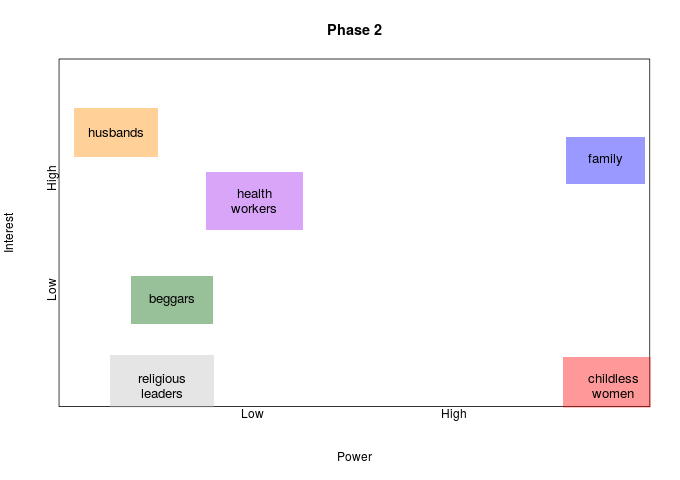 Phase 2
husbands
family
High
health
workers
Interest
Low
beggars
religious
leaders
childless
women
Low
High
Power